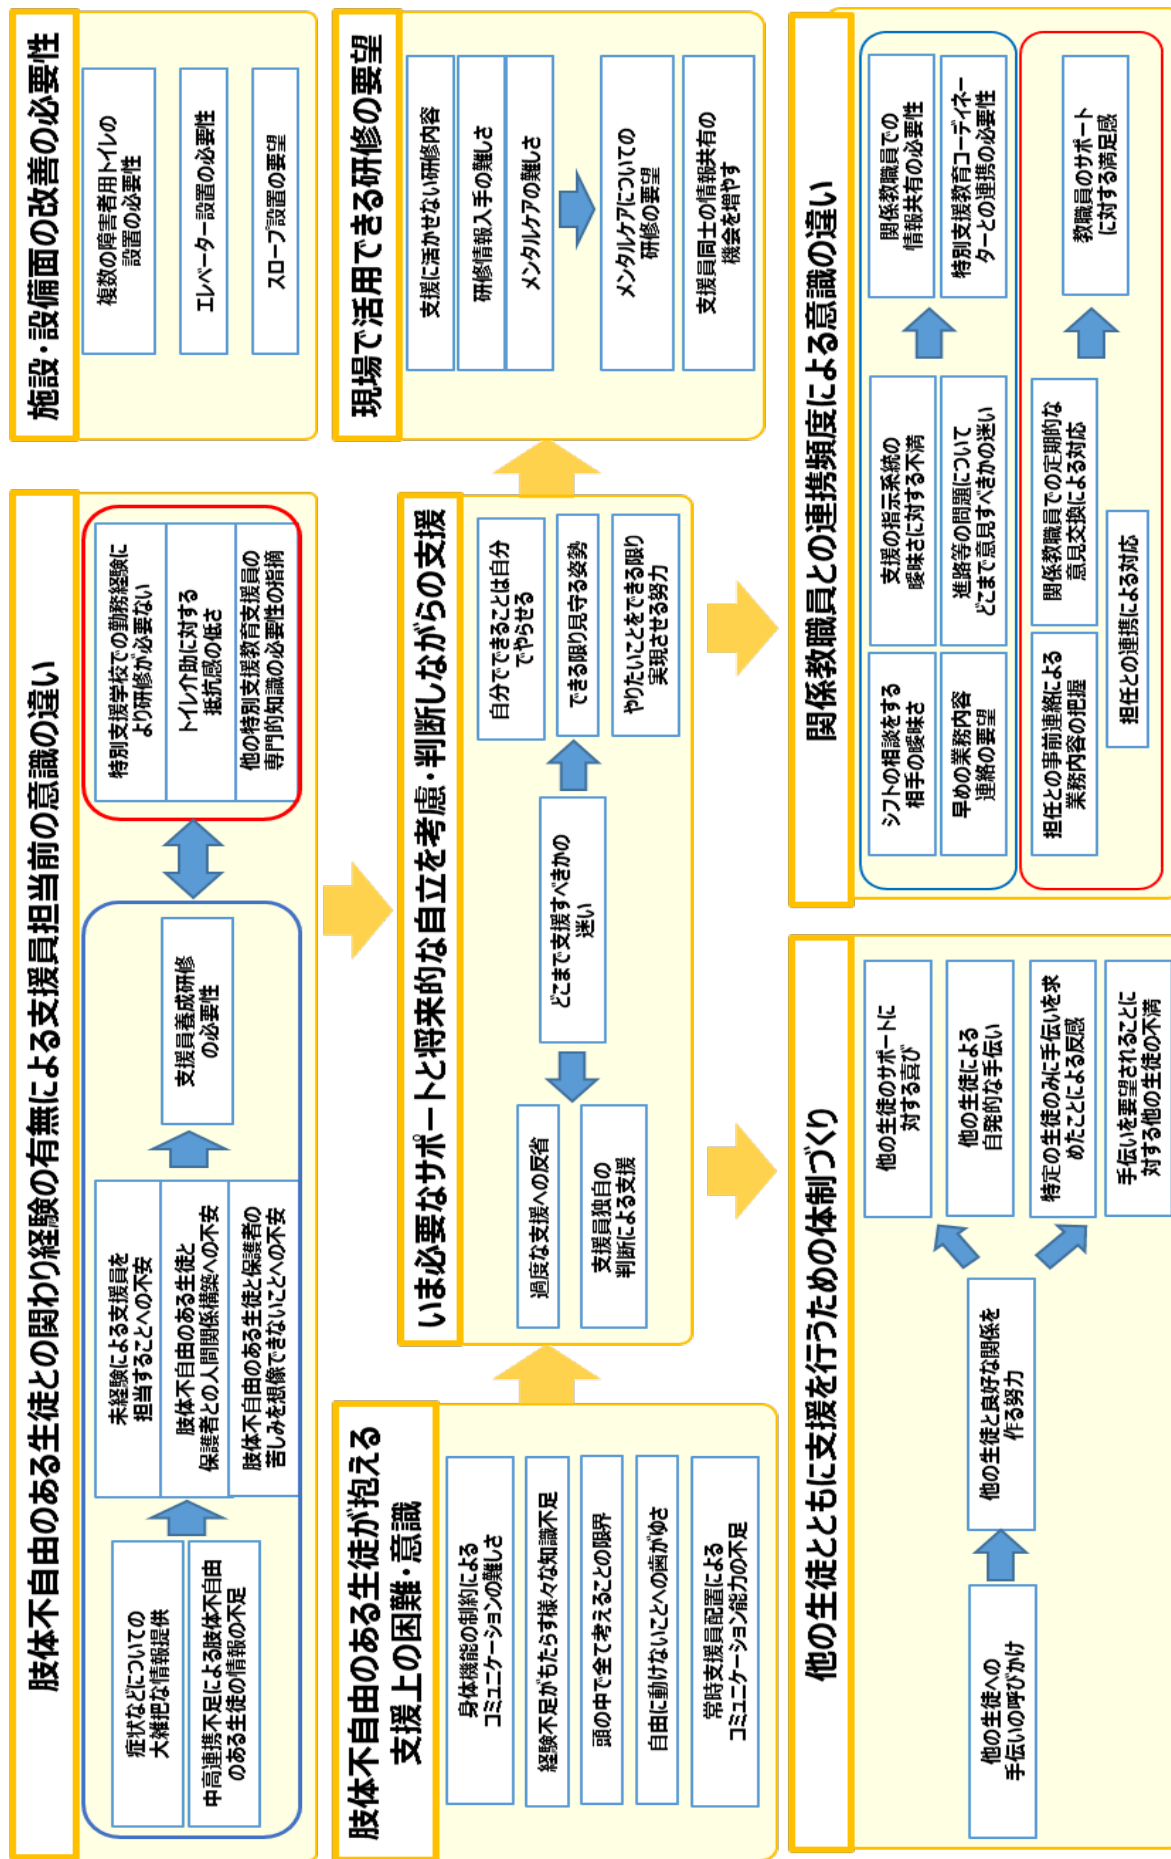 肢体不自由のある生徒との関わり経験の有無による支援員担当前の意識の違い
症状などについての
大雑把な情報提供
中高連携不足による肢体不自由
のある生徒の情報の不足
未経験による支援員を
担当することへの不安
肢体不自由のある生徒と
保護者との人間関係構築への不安
肢体不自由のある生徒と保護者の
苦しみを想像できないことへの不安
支援員養成研修
の必要性
特別支援学校での勤務経験に
より研修が必要ない
トイレ介助に対する
抵抗感の低さ
他の特別支援教育支援員の
専門的知識の必要性の指摘
施設・設備面の改善の必要性
複数の障害者用トイレの
設置の必要性
エレベーター設置の必要性
スロープ設置の要望
肢体不自由のある生徒が抱える
支援上の困難・意識
身体機能の制約による
コミュニケーションの難しさ
経験不足がもたらす様々な知識不足
頭の中で全て考えることの限界
自由に動けないことへの歯がゆさ
常時支援員配置による
コミュニケーション能力の不足
いま必要なサポートと将来的な自立を考慮・判断しながらの支援
過度な支援への反省
支援員独自の
判断による支援
どこまで支援すべきかの
迷い
自分でできることは自分
でやらせる
できる限り見守る姿勢
やりたいことをできる限り
実現させる努力
現場で活用できる研修の要望
支援に活かせない研修内容
研修情報入手の難しさ
メンタルケアの難しさ
メンタルケアについての
研修の要望
支援員同士の情報共有の
機会を増やす
他の生徒とともに支援を行うための体制づくり
他の生徒への
手伝いの呼びかけ
他の生徒と良好な関係を
作る努力
他の生徒のサポートに
対する喜び
他の生徒による
自発的な手伝い
特定の生徒のみに手伝いを求
めたことによる反感
手伝いを要望されることに
対する他の生徒の不満
関係教職員との連携頻度による意識の違い
シフトの相談をする
相手の曖昧さ
早めの業務内容
連絡の要望
支援の指示系統の
曖昧さに対する不満
進路等の問題について
どこまで意見すべきかの迷い
関係教職員での
情報共有の必要性
特別支援教育コーディネー
ターとの連携の必要性
担任との事前連絡による
業務内容の把握
関係教職員での定期的な
意見交換による対応
担任との連携による対応
教職員のサポート
に対する満足感